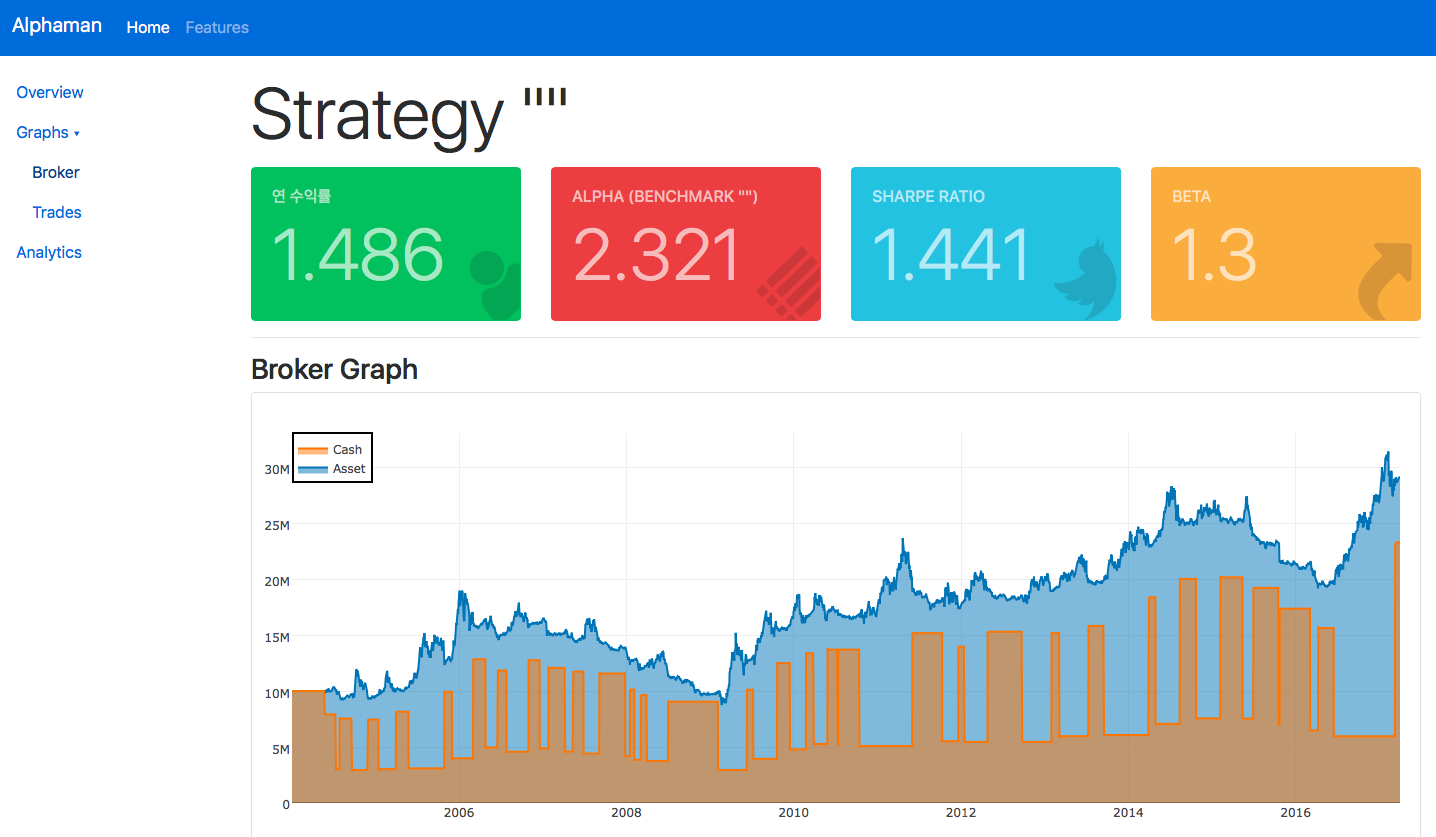 Alphaman Home Features
Overview
Graphs ▾
Broker
Trades
Analytics
Strategy ""
연 수익률
1.486
ALPHA (BENCHMARK "")
2.321
SHARPE RATIO
1.441
BETA
1.3
Broker Graph
Cash
Asset
30M
25M
20M
15M
10M
5M
0
2006 2008 2010 2012 2014 2016